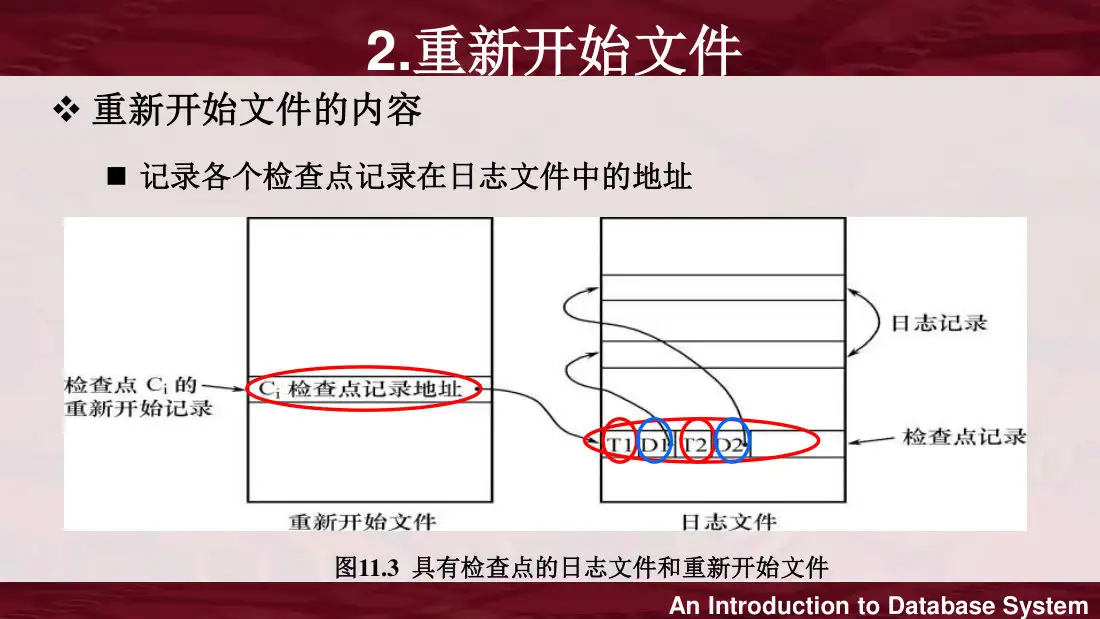 2.重新开始文件
重新开始文件的内容
记录各个检查点记录在日志文件中的地址
日志记录
检查点 Ci 的
重新开始记录
Ci 检查点记录地址
T1 D1 T2 D2
检查点记录
重新开始文件
日志文件
图11.3 具有检查点的日志文件和重新开始文件
An Introduction to Database System